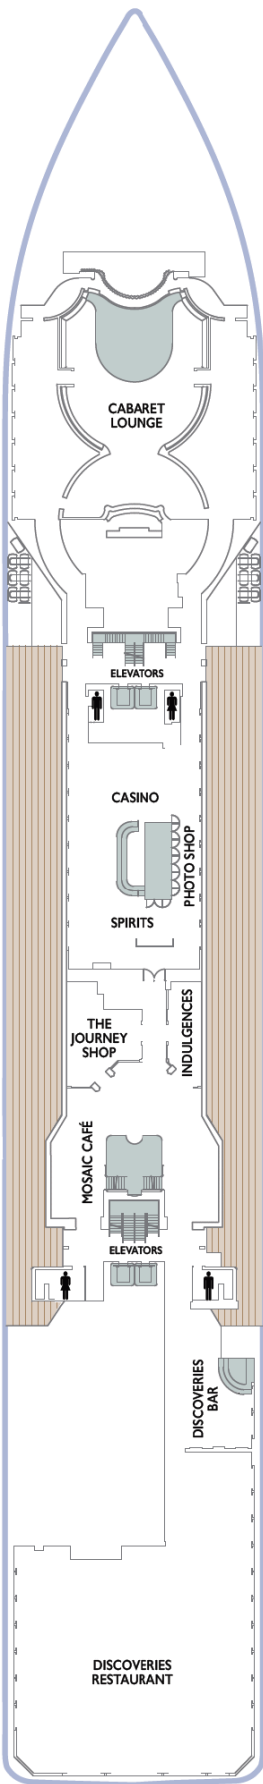 CABARET
LOUNGE
ELEVATORS
CASINO
PHOTO SHOP
SPIRITS
THE
JOURNEY
SHOP
INDULGENCES
MOSAIC CAFÉ
ELEVATORS
DISCOVERIES
BAR
DISCOVERIES
RESTAURANT